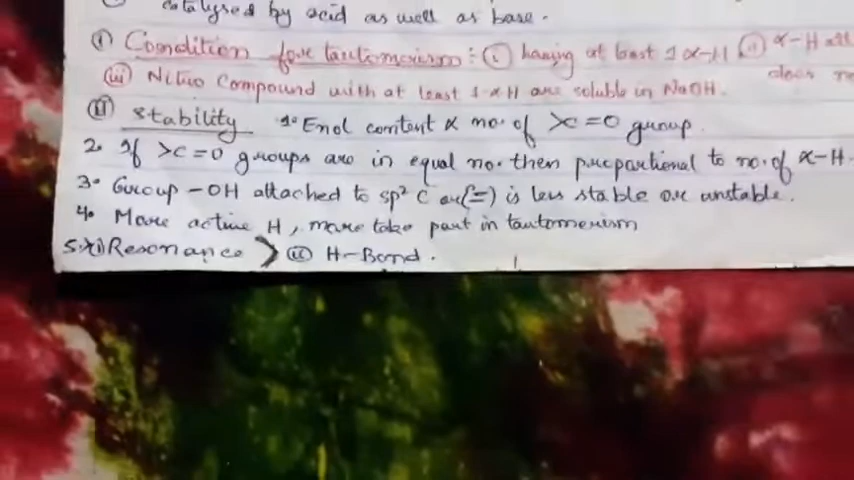 catalysed by acid as well as base.
(i) Condition for tautomerism: (i) having at least 1 α-H (ii) α-H
(iii) Nitro compound with at least 1-αH are soluble in NaOH. does
(ii) Stability 1. Enol content ∝ no. of >C=O group.
2. If >C=O groups are in equal no. then proportional to no. of α-H.
3. Group -OH attached to sp² C or (=) is less stable or unstable.
4. More active H, more take part in tautomerism
5. (i) Resonance > (ii) H-Bond.